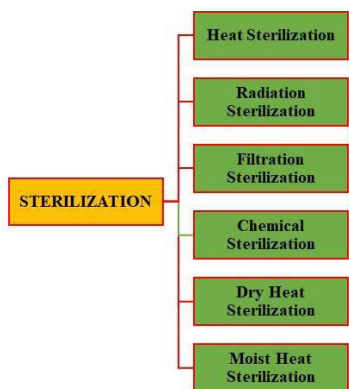 Heat Sterilization
Radiation
Sterilization
Filtration
Sterilization
STERILIZATION
Chemical
Sterilization
Dry Heat
Sterilization
Moist Heat
Sterilization